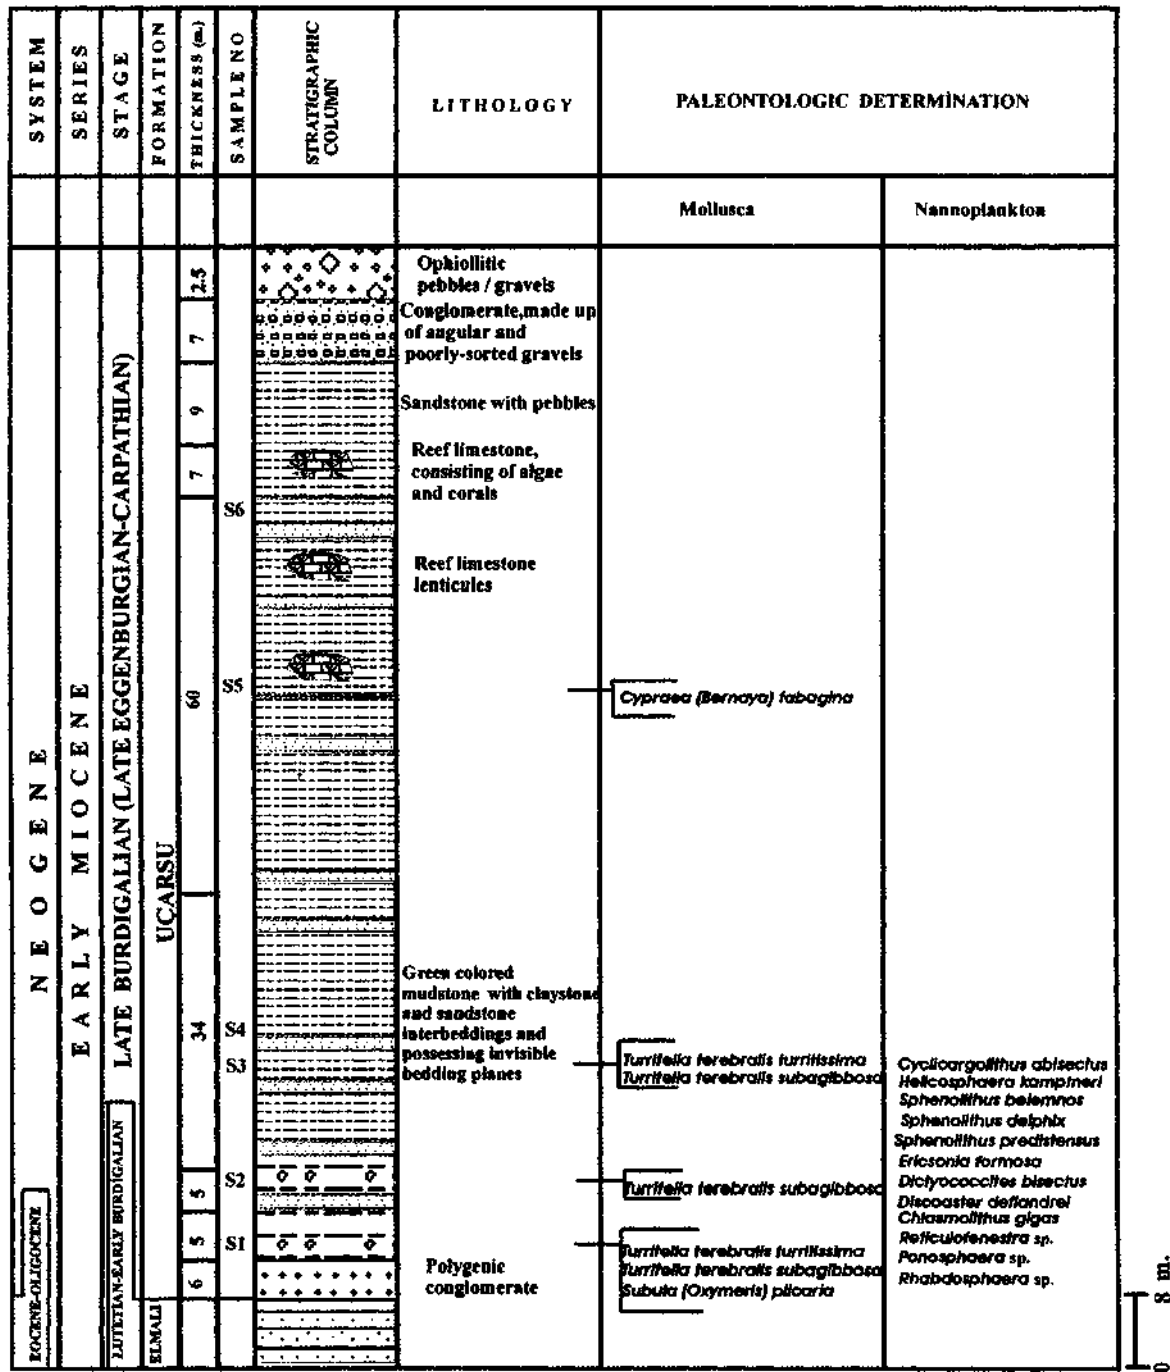 SYSTEM
SERIES
STAGE
FORMATION
THICKNESS (m.)
SAMPLE NO
STRATIGRAPHIC
COLUMN
LITHOLOGY
PALEONTOLOGIC DETERMİNATION
Mollusca
Nannoplankton
NEOGENE
EOCENE-OLIGOCENE
EARLY MIOCENE
LATE BURDIGALIAN (LATE EGGENBURGIAN-CARPATHIAN)
LUTETIAN-EARLY BURDIGALIAN
UÇARSU
ELMALI
2.5
7
9
7
60
34
5
5
6
S6
S5
S4
S3
S2
S1
Ophiollitic
pebbles / gravels
Conglomerate,made up
of angular and
poorly-sorted gravels
Sandstone with pebbles
Reef limestone,
consisting of algae
and corals
Reef limestone
lenticules
Green colored
mudstone with claystone
and sandstone
interbeddings and
possessing invisible
bedding planes
Polygenic
conglomerate
Cypraea (Bernaya) fabagina
Turritella terebralis turritissima
Turritella terebralis subagibbosa
Turritella terebralis subagibbosa
Turritella terebralis turritissima
Turritella terebralis subagibbosa
Subula (Oxymeris) plicaria
Cyclicargolithus abisectus
Helicosphaera kamptneri
Sphenolithus belemnos
Sphenolithus delphix
Sphenolithus predistensus
Ericsonia formosa
Dictyococcites bisectus
Discoaster deflandrei
Chiasmolithus gigas
Reticulofenestra sp.
Ponosphaera sp.
Rhabdosphaera sp.
0 8 m.